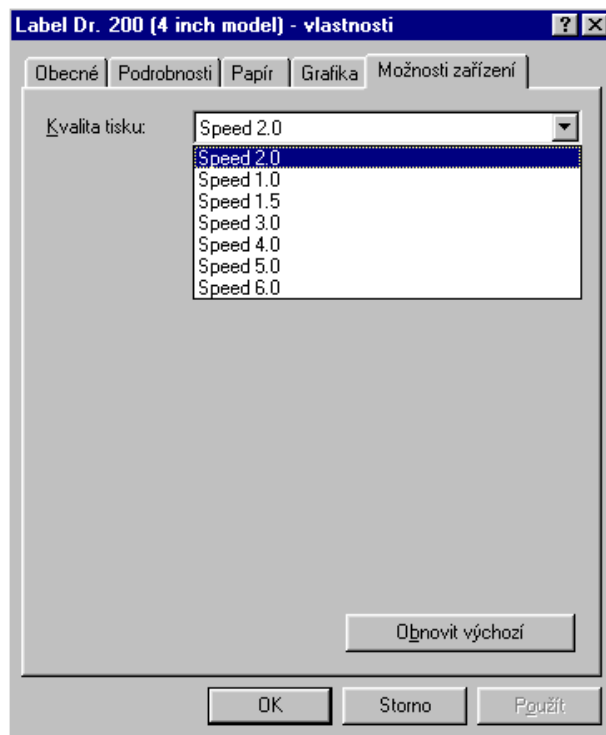 Label Dr. 200 (4 inch model) - vlastnosti
Obecné Podrobnosti Papír Grafika Možnosti zařízení
Kvalita tisku: Speed 2.0
Speed 2.0
Speed 1.0
Speed 1.5
Speed 3.0
Speed 4.0
Speed 5.0
Speed 6.0
Obnovit výchozí
OK Storno Použít